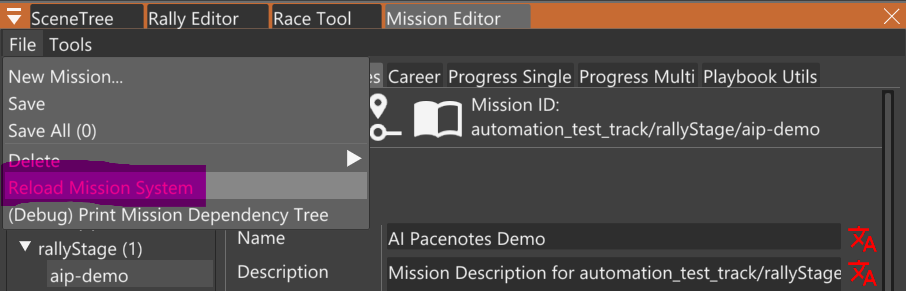 SceneTree Rally Editor Race Tool Mission Editor
File Tools
Career Progress Single Progress Multi Playbook Utils
New Mission...
Save
Save All (0)
Delete
Reload Mission System
(Debug) Print Mission Dependency Tree
Mission ID:
automation_test_track/rallyStage/aip-demo
rallyStage (1)
aip-demo
Name AI Pacenotes Demo
Description Mission Description for automation_test_track/rallyStage